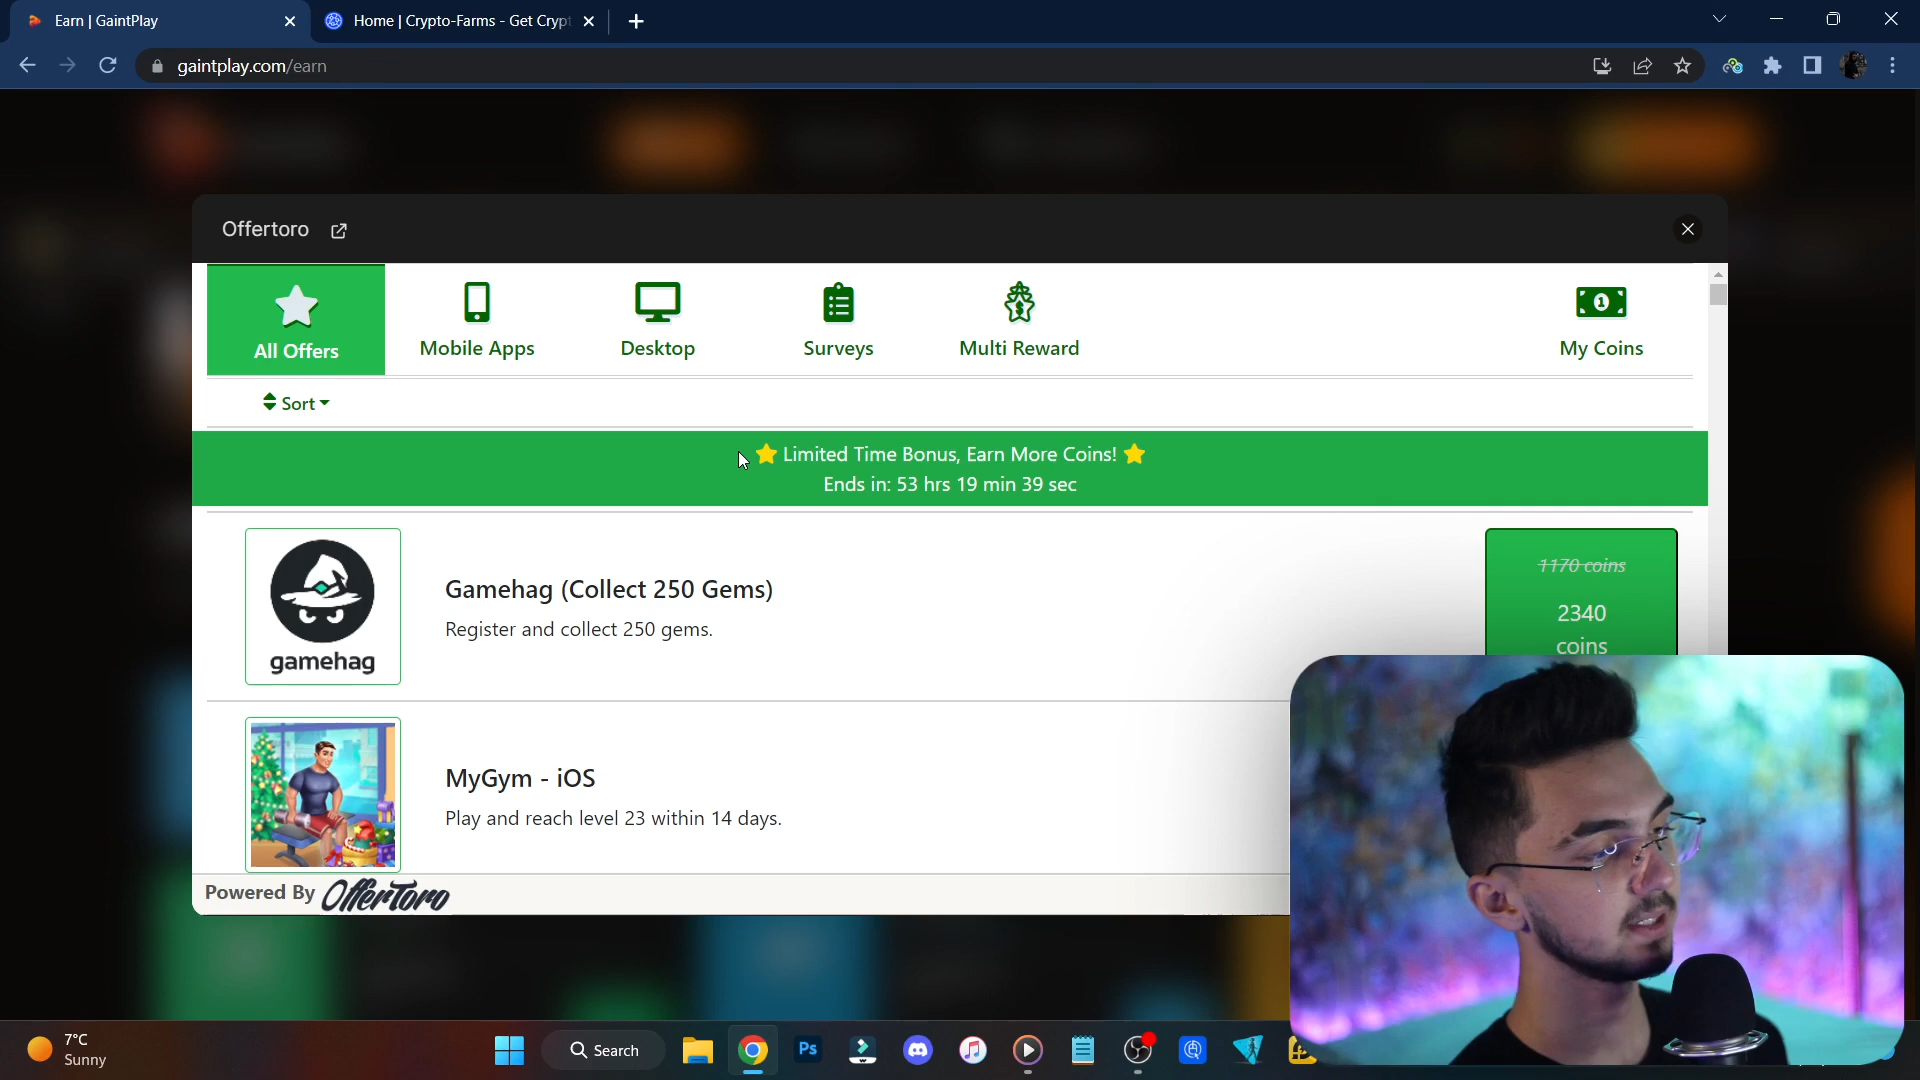 Earn | GaintPlay
Home | Crypto-Farms - Get Crypt
gaintplay.com/earn
Offertoro
All Offers
Mobile Apps
Desktop
Surveys
Multi Reward
My Coins
Sort
Limited Time Bonus, Earn More Coins!
Ends in: 53 hrs 19 min 39 sec
gamehag
Gamehag (Collect 250 Gems)
Register and collect 250 gems.
1170 coins
2340
coins
MyGym - iOS
Play and reach level 23 within 14 days.
Powered By OfferToro
7°C
Sunny
Search
Ps